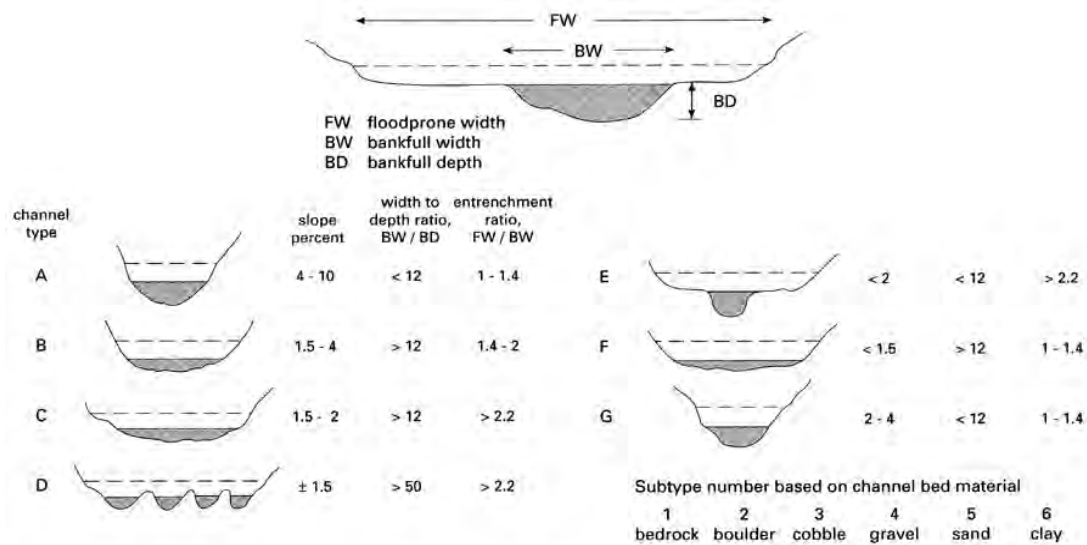 FW
BW
BD
FW floodprone width
BW bankfull width
BD bankfull depth
channel type
slope percent
width to depth ratio, BW / BD
entrenchment ratio, FW / BW
A 4 - 10 < 12 1 - 1.4
B 1.5 - 4 > 12 1.4 - 2
C 1.5 - 2 > 12 > 2.2
D ± 1.5 > 50 > 2.2
E < 2 < 12 > 2.2
F < 1.5 > 12 1 - 1.4
G 2 - 4 < 12 1 - 1.4
Subtype number based on channel bed material
1 2 3 4 5 6
bedrock boulder cobble gravel sand clay